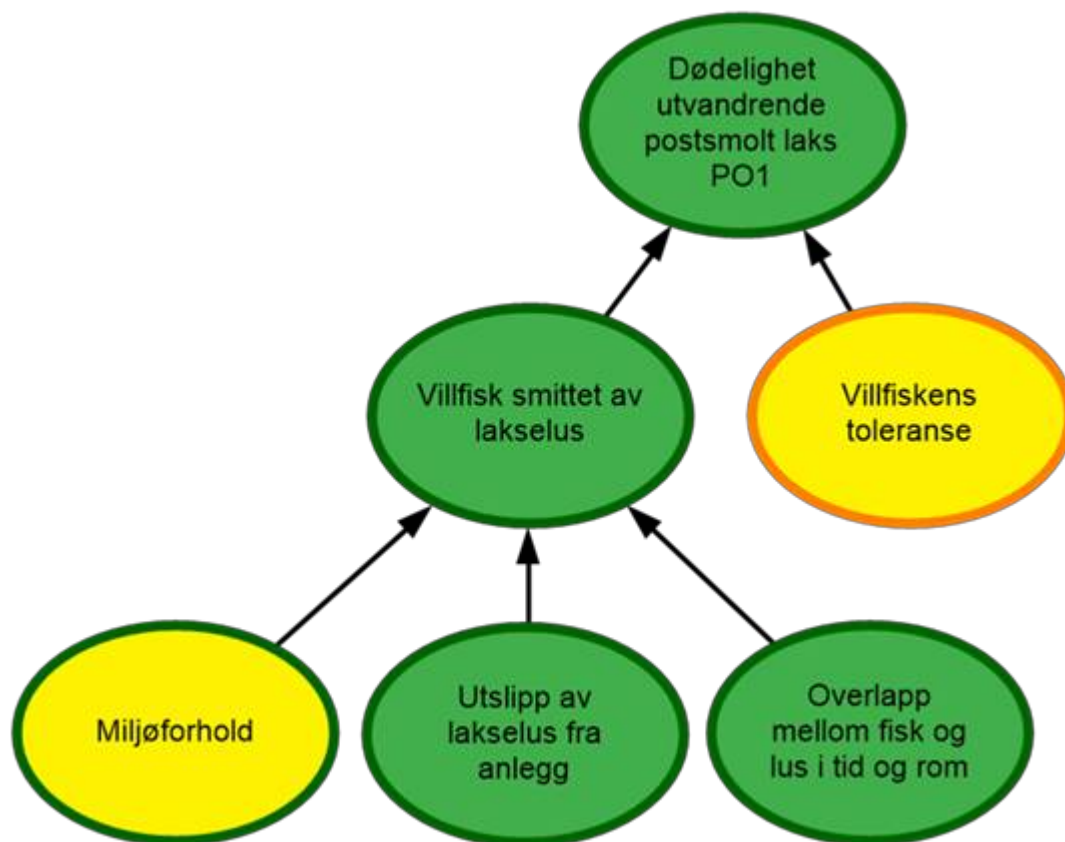 Dødelighet
utvandrende
postsmolt laks
PO1
Villfisk smittet av
lakselus
Villfiskens
toleranse
Miljøforhold
Utslipp av
lakselus fra
anlegg
Overlapp
mellom fisk og
lus i tid og rom